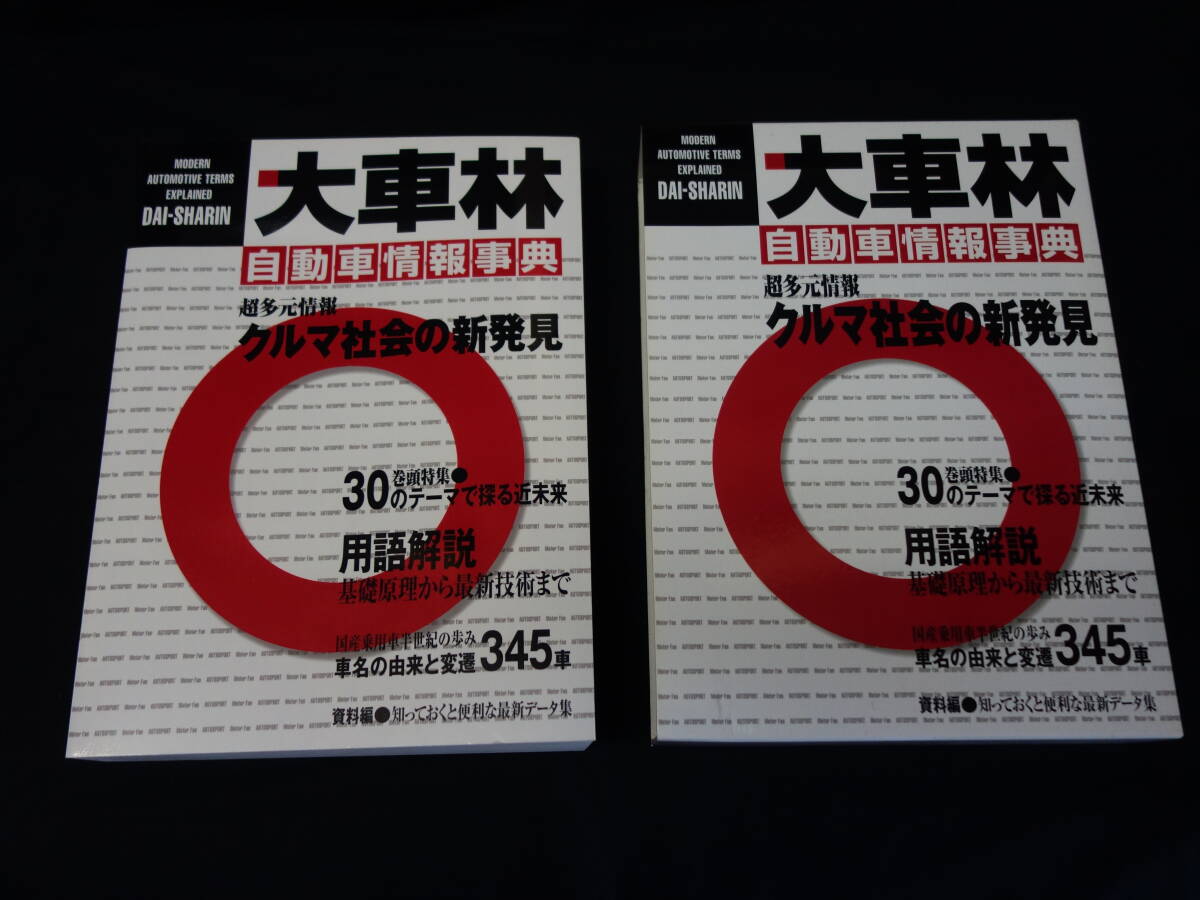 MODERN
AUTOMOTIVE TERMS
EXPLAINED
DAI-SHARIN
大車林
自動車情報事典
超多元情報
クルマ社会の新発見
巻頭特集●
30のテーマで探る近未来
用語解説
基礎原理から最新技術まで
国産乗用車半世紀の歩み
車名の由来と変遷345車
資料編●知っておくと便利な最新データ集
MODERN
AUTOMOTIVE TERMS
EXPLAINED
DAI-SHARIN
大車林
自動車情報事典
超多元情報
クルマ社会の新発見
巻頭特集●
30のテーマで探る近未来
用語解説
基礎原理から最新技術まで
国産乗用車半世紀の歩み
車名の由来と変遷345車
資料編●知っておくと便利な最新データ集